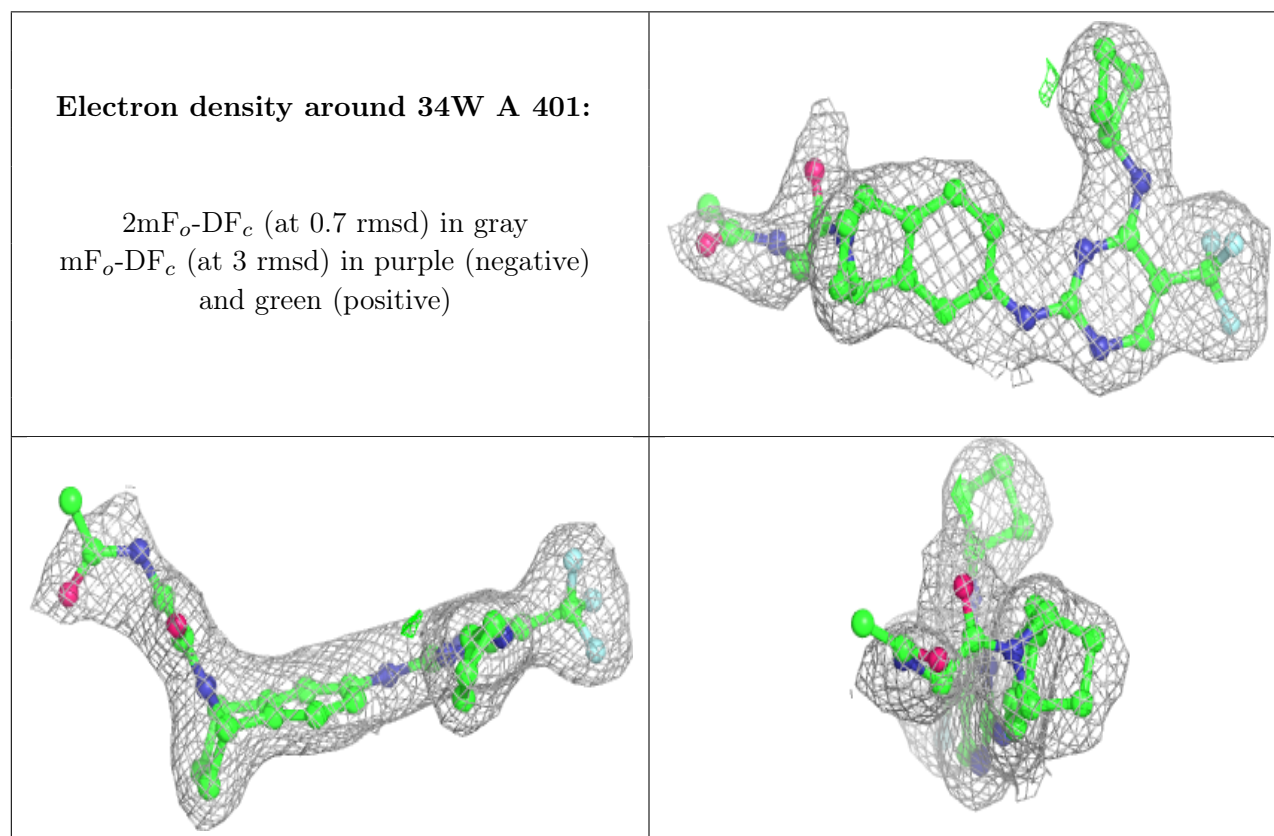 Electron density around 34W A 401:
2mFo-DFc (at 0.7 rmsd) in gray
mFo-DFc (at 3 rmsd) in purple (negative)
and green (positive)